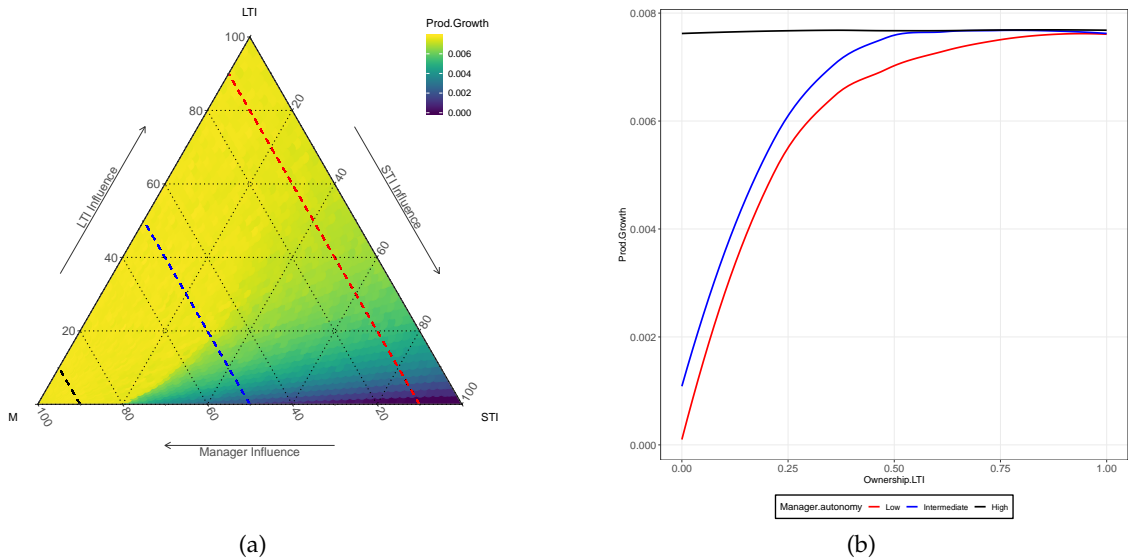 LTI
Prod.Growth
0.006
0.004
0.002
0.000
100
80
60
40
20
20
40
60
80
100
100
80
60
40
20
M
STI
LTI Influence
STI Influence
Manager Influence
(a)
0.008
0.006
0.004
0.002
0.000
Prod.Growth
0.00 0.25 0.50 0.75 1.00
Ownership.LTI
Manager.autonomy Low Intermediate High
(b)